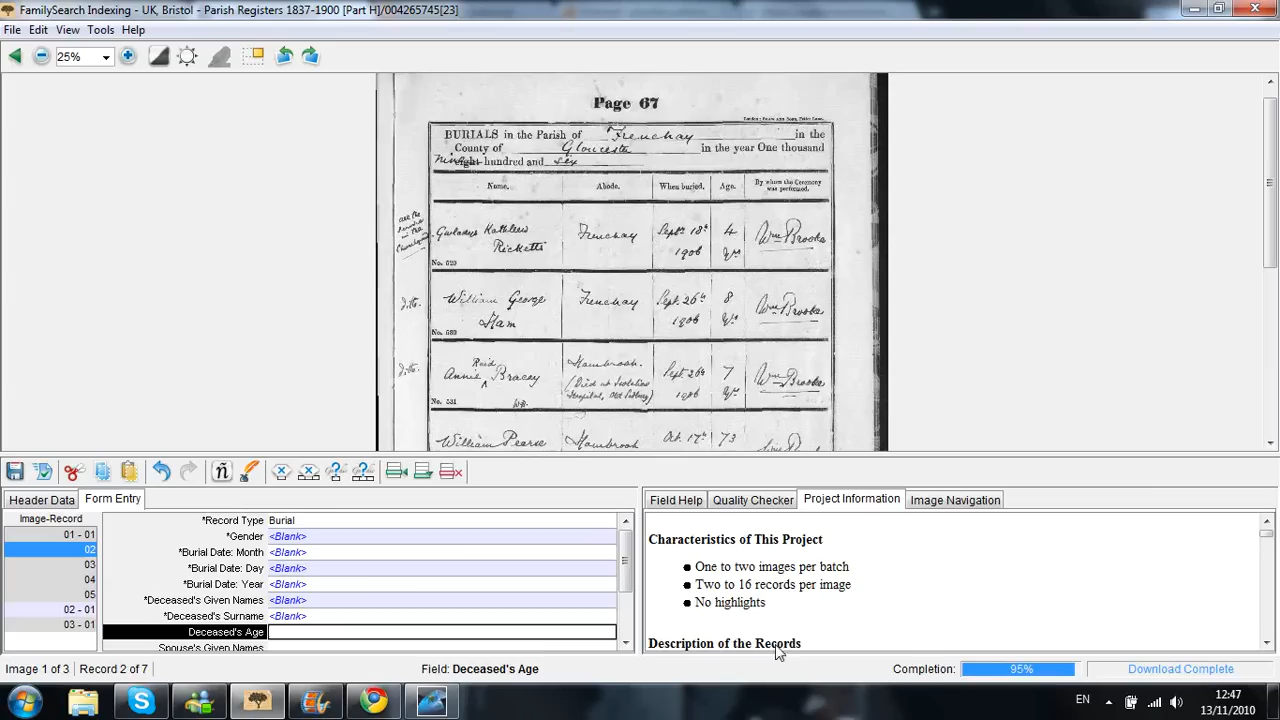 FamilySearch Indexing - UK, Bristol - Parish Registers 1837-1900 [Part H]/004265745[23]
File Edit View Tools Help
25%
Page 67
BURIALS in the Parish of Frenchay in the
County of Gloucester in the year One thousand
hundred and six
Name. Abode. When buried. Age. By whom the Ceremony was performed.
Gwladys Kathleen Ricketts Frenchay Septr 18th 1906 4 Yrs Wm Brooks
No. 529
ditto. William George Ham Frenchay Sept. 26th 1906 8 Yrs Wm Brooks
No. 530
ditto. Annie Reid Bracey Hambrook. (Died at Isolation Hospital, ) Sept 26th 1906 7 Yrs Wm Brooks
No. 531
William Pearse Hambrook Oct. 17th 73
Header Data Form Entry
Field Help Quality Checker Project Information Image Navigation
Image-Record
01 - 01
02
03
04
05
02 - 01
03 - 01
*Record Type Burial
*Gender <Blank>
*Burial Date: Month <Blank>
*Burial Date: Day <Blank>
*Burial Date: Year <Blank>
*Deceased's Given Names <Blank>
*Deceased's Surname <Blank>
Deceased's Age
Spouse's Given Names
Characteristics of This Project
One to two images per batch
Two to 16 records per image
No highlights
Description of the Records
Image 1 of 3 Record 2 of 7 Field: Deceased's Age Completion: 95% Download Complete
EN 12:47
13/11/2010